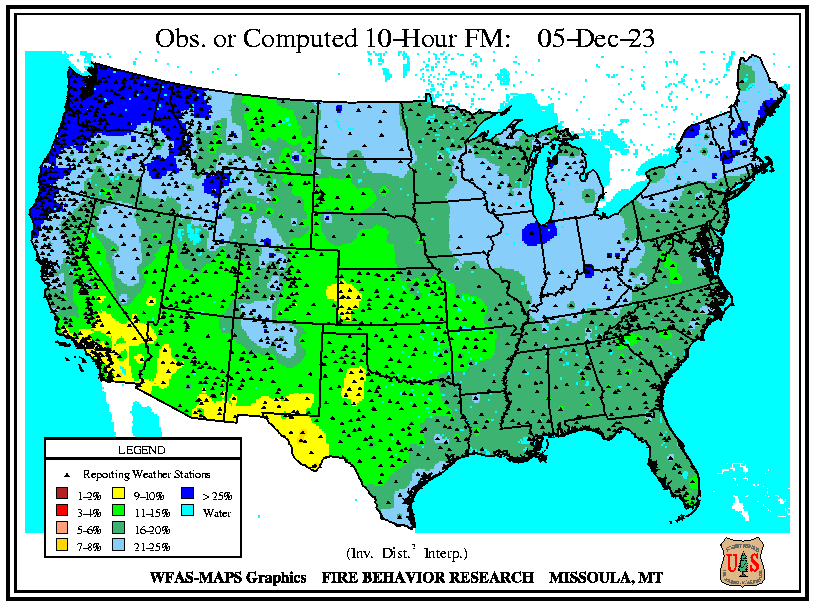 Obs. or Computed 10-Hour FM: 05-Dec-23
LEGEND
Reporting Weather Stations
1-2% 9-10% > 25%
3-4% 11-15% Water
5-6% 16-20%
7-8% 21-25%
(Inv. Dist.² Interp.)
WFAS-MAPS Graphics FIRE BEHAVIOR RESEARCH MISSOULA, MT
U S